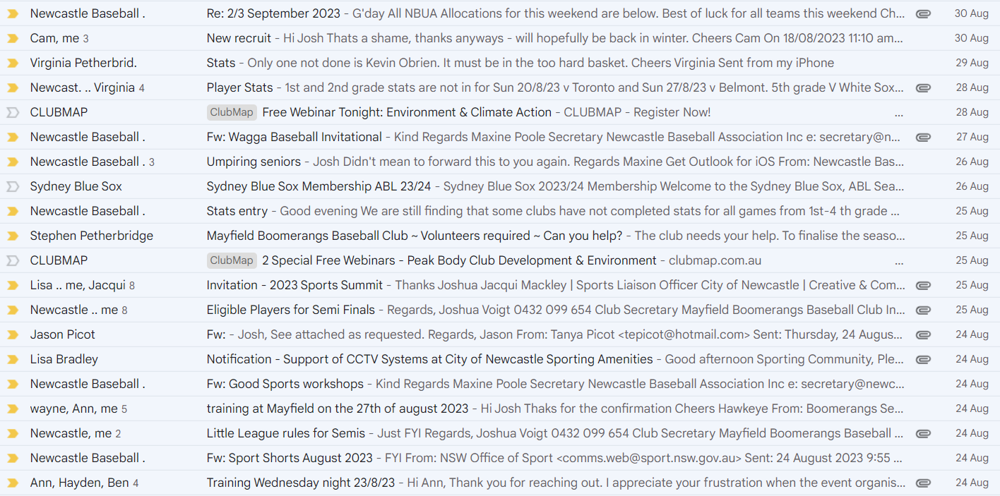 Newcastle Baseball . Re: 2/3 September 2023 - G'day All NBUA Allocations for this weekend are below. Best of luck for all teams this weekend Ch... 30 Aug
Cam, me 3 New recruit - Hi Josh Thats a shame, thanks anyways - will hopefully be back in winter. Cheers Cam On 18/08/2023 11:10 am... 30 Aug
Virginia Petherbrid. Stats - Only one not done is Kevin Obrien. It must be in the too hard basket. Cheers Virginia Sent from my iPhone 29 Aug
Newcast. .. Virginia 4 Player Stats - 1st and 2nd grade stats are not in for Sun 20/8/23 v Toronto and Sun 27/8/23 v Belmont. 5th grade V White Sox... 28 Aug
CLUBMAP ClubMap Free Webinar Tonight: Environment & Climate Action - CLUBMAP - Register Now! ... 28 Aug
Newcastle Baseball . Fw: Wagga Baseball Invitational - Kind Regards Maxine Poole Secretary Newcastle Baseball Association Inc e: secretary@n... 27 Aug
Newcastle Baseball . 3 Umpiring seniors - Josh Didn't mean to forward this to you again. Regards Maxine Get Outlook for iOS From: Newcastle Bas... 26 Aug
Sydney Blue Sox Sydney Blue Sox Membership ABL 23/24 - Sydney Blue Sox 2023/24 Membership Welcome to the Sydney Blue Sox, ABL Sea... 26 Aug
Newcastle Baseball . Stats entry - Good evening We are still finding that some clubs have not completed stats for all games from 1st-4 th grade ... 25 Aug
Stephen Petherbridge Mayfield Boomerangs Baseball Club ~ Volunteers required ~ Can you help? - The club needs your help. To finalise the seaso... 25 Aug
CLUBMAP ClubMap 2 Special Free Webinars - Peak Body Club Development & Environment - clubmap.com.au ... 25 Aug
Lisa .. me, Jacqui 8 Invitation - 2023 Sports Summit - Thanks Joshua Jacqui Mackley | Sports Liaison Officer City of Newcastle | Creative & Com... 25 Aug
Newcastle .. me 8 Eligible Players for Semi Finals - Regards, Joshua Voigt 0432 099 654 Club Secretary Mayfield Boomerangs Baseball Club In... 25 Aug
Jason Picot Fw: - Josh, See attached as requested. Regards, Jason From: Tanya Picot <tepicot@hotmail.com> Sent: Thursday, 24 Augus... 24 Aug
Lisa Bradley Notification - Support of CCTV Systems at City of Newcastle Sporting Amenities - Good afternoon Sporting Community, Ple... 24 Aug
Newcastle Baseball . Fw: Good Sports workshops - Kind Regards Maxine Poole Secretary Newcastle Baseball Association Inc e: secretary@newc... 24 Aug
wayne, Ann, me 5 training at Mayfield on the 27th of august 2023 - Hi Josh Thaks for the confirmation Cheers Hawkeye From: Boomerangs Se... 24 Aug
Newcastle, me 2 Little League rules for Semis - Just FYI Regards, Joshua Voigt 0432 099 654 Club Secretary Mayfield Boomerangs Baseball ... 24 Aug
Newcastle Baseball . Fw: Sport Shorts August 2023 - FYI From: NSW Office of Sport <comms.web@sport.nsw.gov.au> Sent: 24 August 2023 9:55 ... 24 Aug
Ann, Hayden, Ben 4 Training Wednesday night 23/8/23 - Hi Ann, Thank you for reaching out. I appreciate your frustration when the event organis... 24 Aug